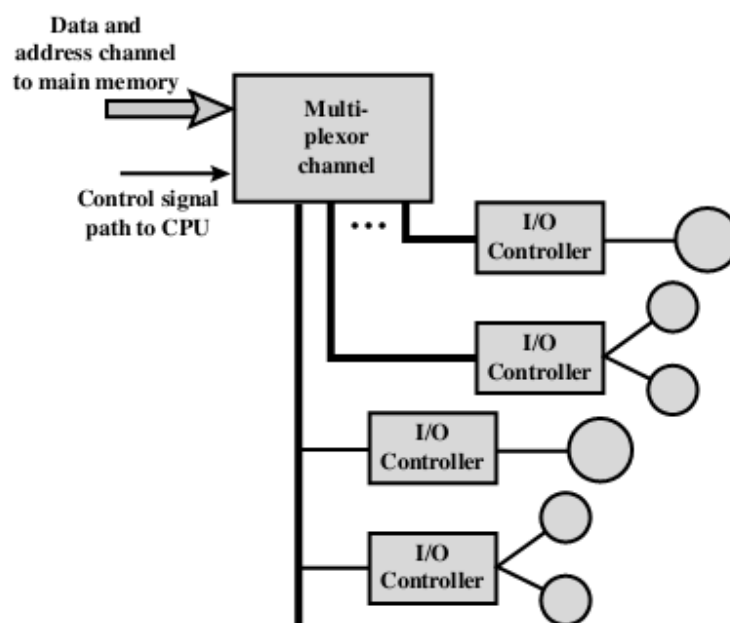 Data and
address channel
to main memory
Multi-
plexor
channel
Control signal
path to CPU
...
I/O
Controller
I/O
Controller
I/O
Controller
I/O
Controller